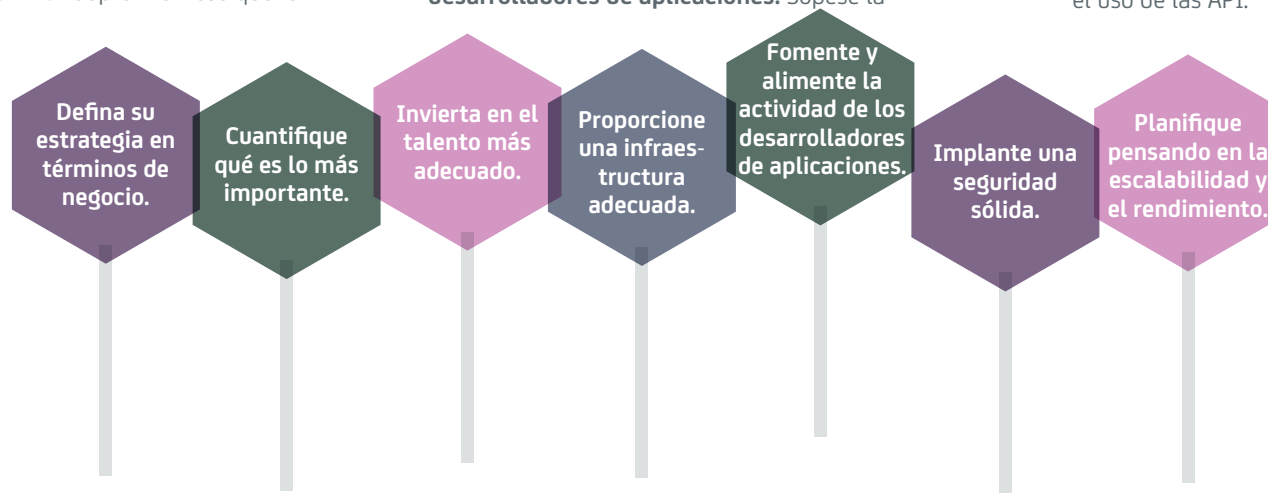 desarrolladores de aplicaciones. Sopese la
el uso de las API.
Defina su
estrategia en
términos de
negocio.
Cuantifique
qué es lo más
importante.
Invierta en el
talento más
adecuado.
Proporcione
una infraes-
tructura
adecuada.
Fomente y
alimente la
actividad de los
desarrolladores
de aplicaciones.
Implante una
seguridad
sólida.
Planifique
pensando en la
escalabilidad y
el rendimiento.